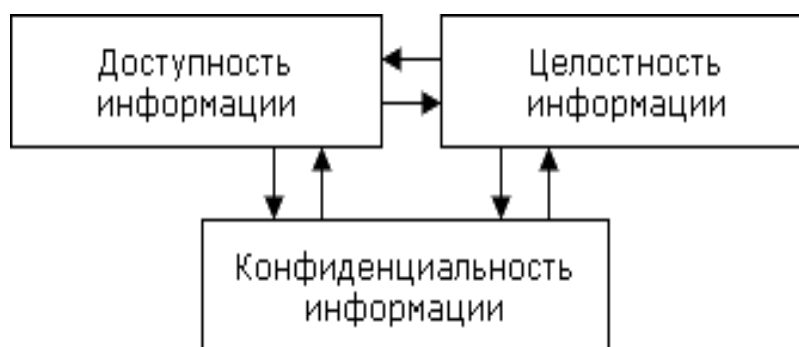 Доступность
информации
Целостность
информации
Конфиденциальность
информации